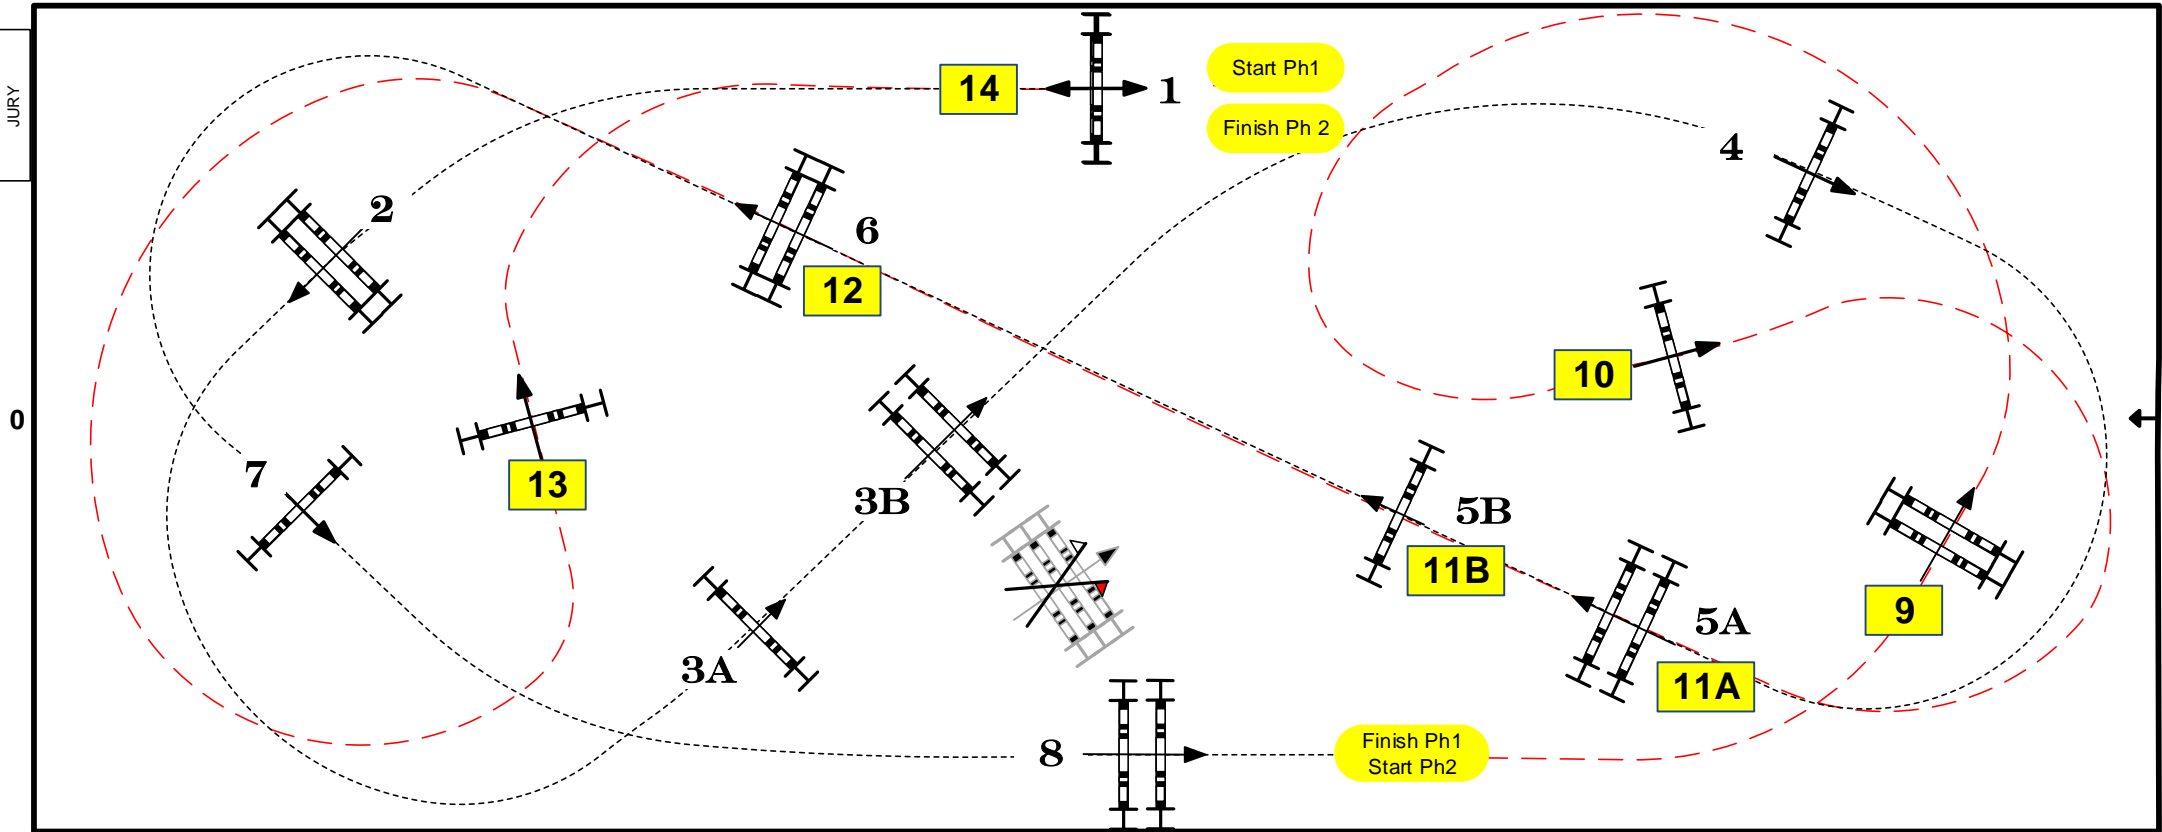 JURY
14
1
Start Ph1
Finish Ph 2
4
2
6
12
10
0
7
13
3B
5B
11B
9
5A
11A
3A
8
Finish Ph1
Start Ph2